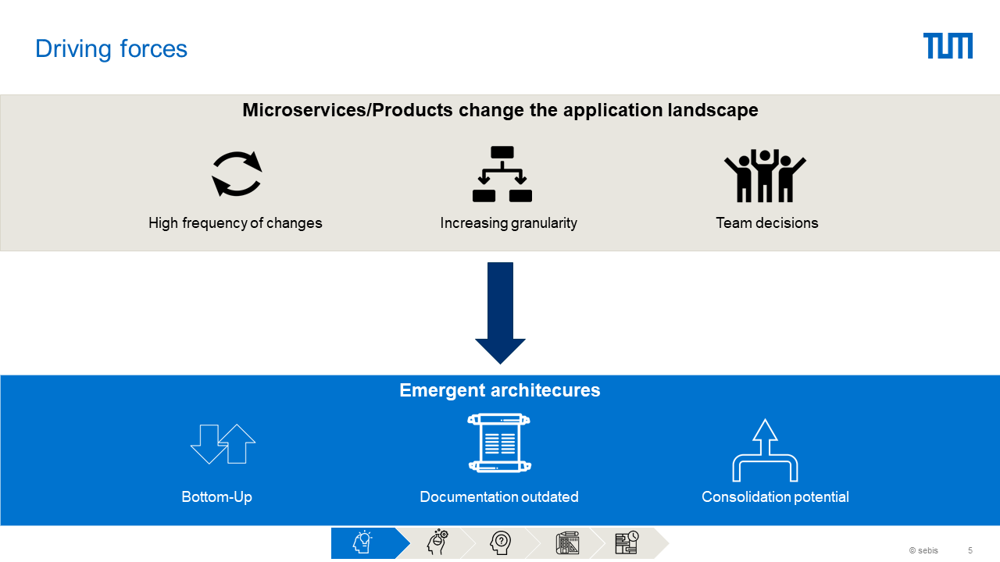 Driving forces
TUM
Microservices/Products change the application landscape
High frequency of changes
Increasing granularity
Team decisions
Emergent architecures
Bottom-Up
Documentation outdated
Consolidation potential
?
© sebis
5